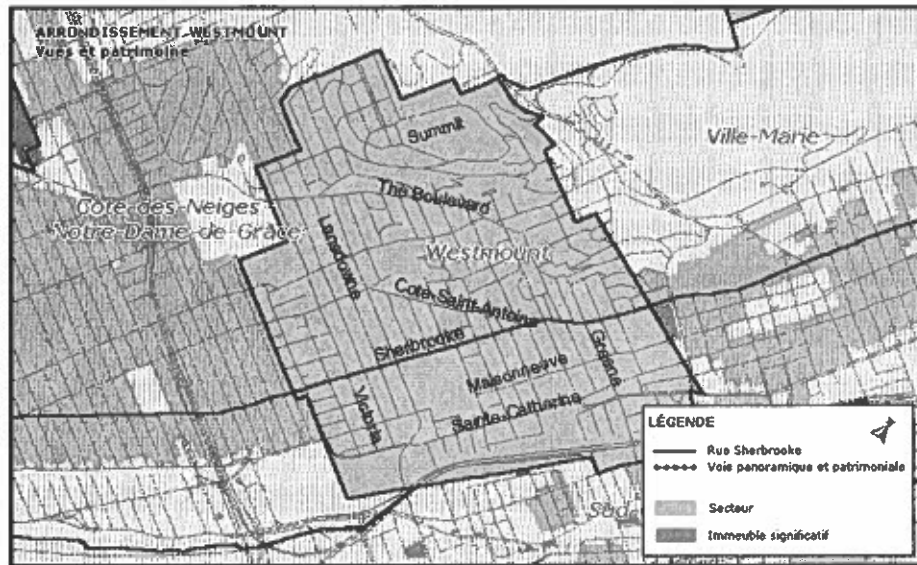 ARRONDISSEMENT WESTMOUNT
Vues et patrimoine
Summit
Ville-Marie
The Boulevard
Côte-des-Neiges-
Notre-Dame-de-Grâce
Lansdowne
Westmount
Côte-Saint-Antoine
Sherbrooke
Greene
Maisonneuve
Victoria
Sainte-Catherine
LÉGENDE
Rue Sherbrooke
Voie panoramique et patrimoniale
Secteur
Immeuble significatif